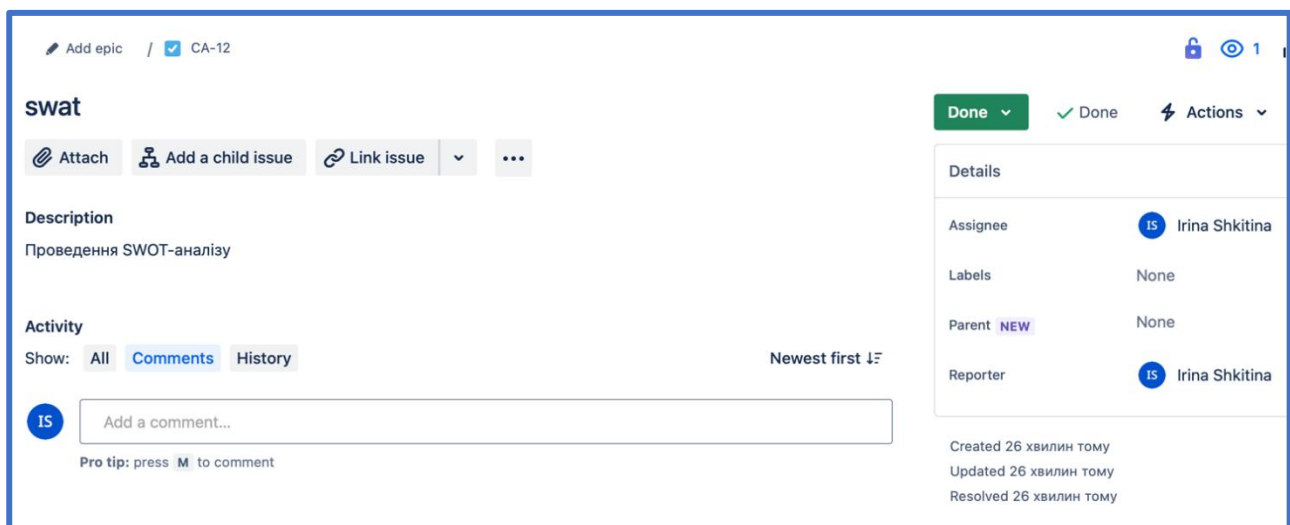 Add epic / CA-12
1
swat
Done
Done
Actions
Attach
Add a child issue
Link issue
Details
Description
Проведення SWOT-аналізу
Assignee
IS Irina Shkitina
Labels
None
Parent NEW
None
Reporter
IS Irina Shkitina
Activity
Show: All Comments History
Newest first
IS
Add a comment...
Pro tip: press M to comment
Created 26 хвилин тому
Updated 26 хвилин тому
Resolved 26 хвилин тому